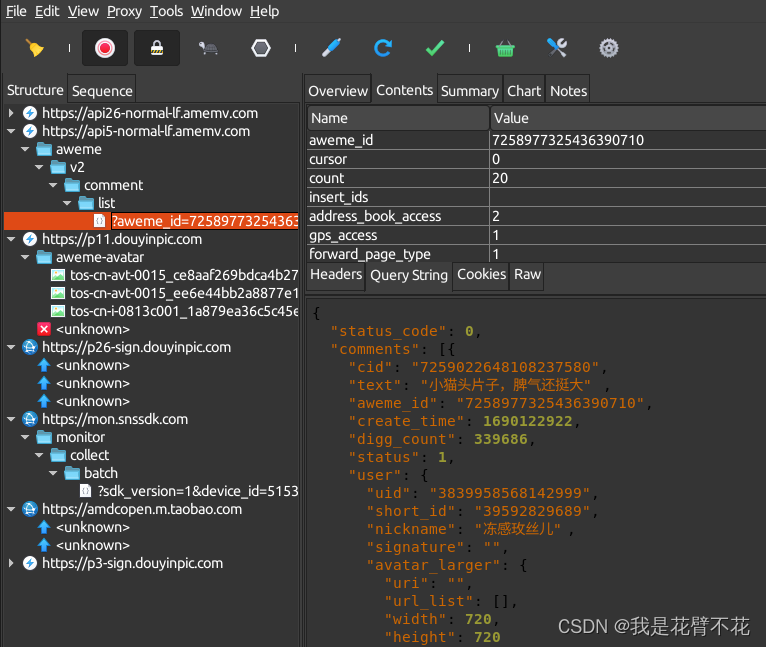 File Edit View Proxy Tools Window Help
Structure Sequence
https://api26-normal-lf.amemv.com
https://api5-normal-lf.amemv.com
aweme
v2
comment
list
?aweme_id=72589773254363
https://p11.douyinpic.com
aweme-avatar
tos-cn-avt-0015_ce8aaf269bdca4b27
tos-cn-avt-0015_ee6e44bb2a8877e1
tos-cn-i-0813c001_1a879ea36c5c45e
<unknown>
https://p26-sign.douyinpic.com
<unknown>
<unknown>
<unknown>
https://mon.snssdk.com
monitor
collect
batch
?sdk_version=1&device_id=5153
https://amdcopen.m.taobao.com
<unknown>
<unknown>
https://p3-sign.douyinpic.com
Overview Contents Summary Chart Notes
Name Value
aweme_id 7258977325436390710
cursor 0
count 20
insert_ids
address_book_access 2
gps_access 1
forward_page_type 1
Headers Query String Cookies Raw
{
"status_code": 0,
"comments": [{
"cid": "7259022648108237580",
"text": "小猫头片子，脾气还挺大" ,
"aweme_id": "7258977325436390710",
"create_time": 1690122922,
"digg_count": 339686,
"status": 1,
"user": {
"uid": "3839958568142999",
"short_id": "39592829689",
"nickname": "冻感玫丝儿" ,
"signature": "",
"avatar_larger": {
"uri": "",
"url_list": [],
"width": 720,
"height": 720
CSDN @我是花臂不花